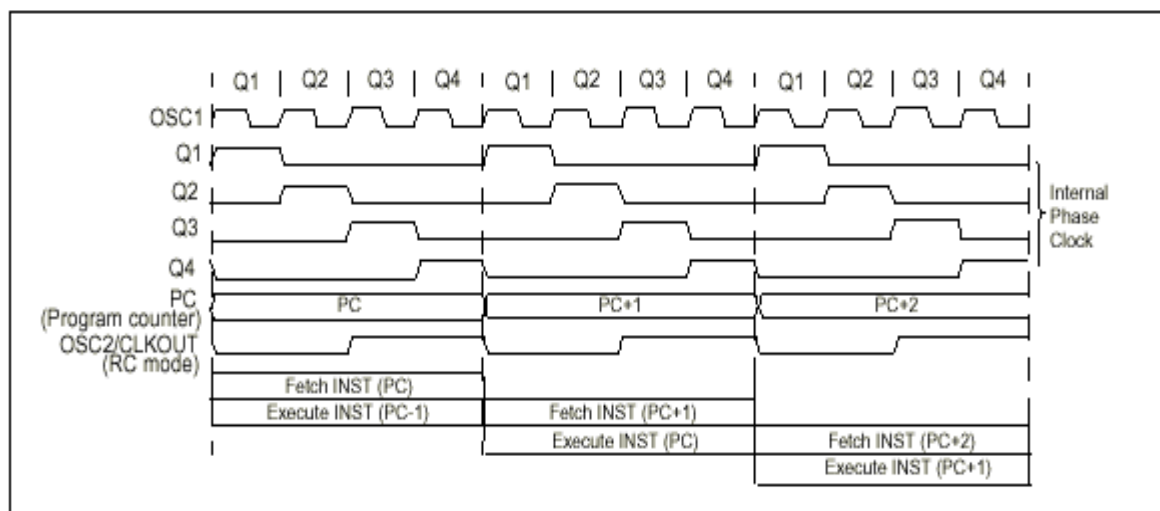 Q1 Q2 Q3 Q4 Q1 Q2 Q3 Q4 Q1 Q2 Q3 Q4
OSC1
Q1
Q2
Q3
Q4
Internal
Phase
Clock
PC
(Program counter)
PC PC+1 PC+2
OSC2/CLKOUT
(RC mode)
Fetch INST (PC)
Execute INST (PC-1) Fetch INST (PC+1)
Execute INST (PC) Fetch INST (PC+2)
Execute INST (PC+1)